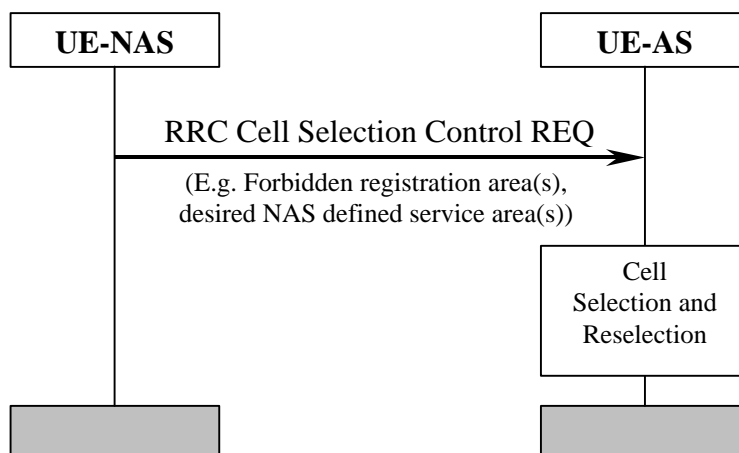 UE-NAS
UE-AS
RRC Cell Selection Control REQ
(E.g. Forbidden registration area(s),
desired NAS defined service area(s))
Cell
Selection and
Reselection